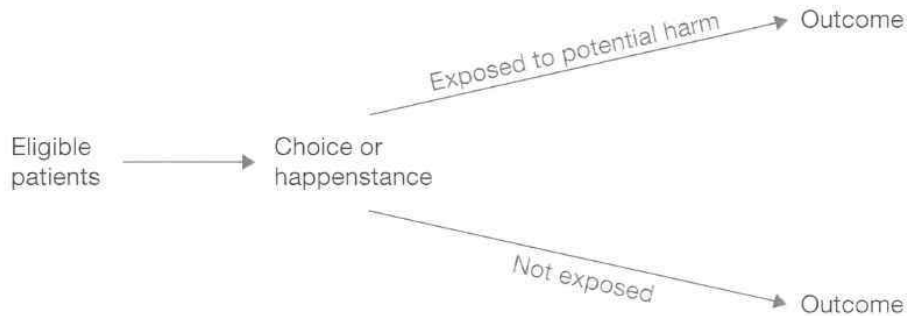 Outcome
Exposed to potential harm
Eligible
patients
Choice or
happenstance
Not exposed
Outcome